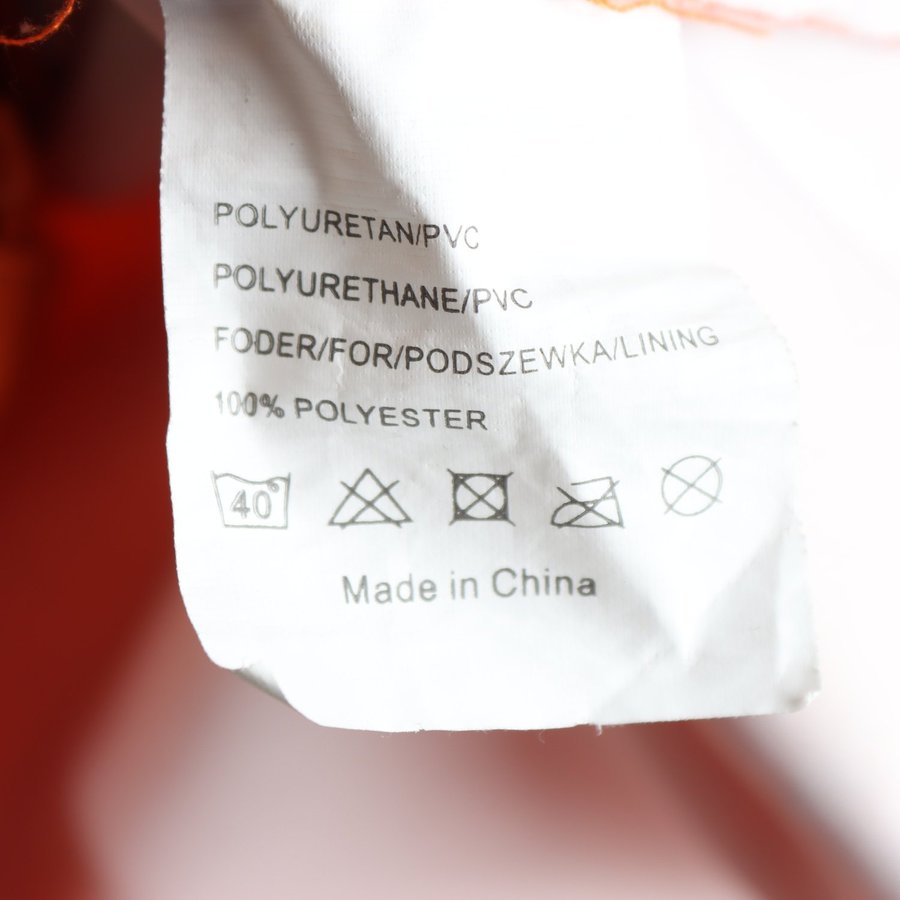 POLYURETAN/PVC
POLYURETHANE/PVC
FODER/FOR/PODSZEWKA/LINING
100% POLYESTER
40°
Made in China